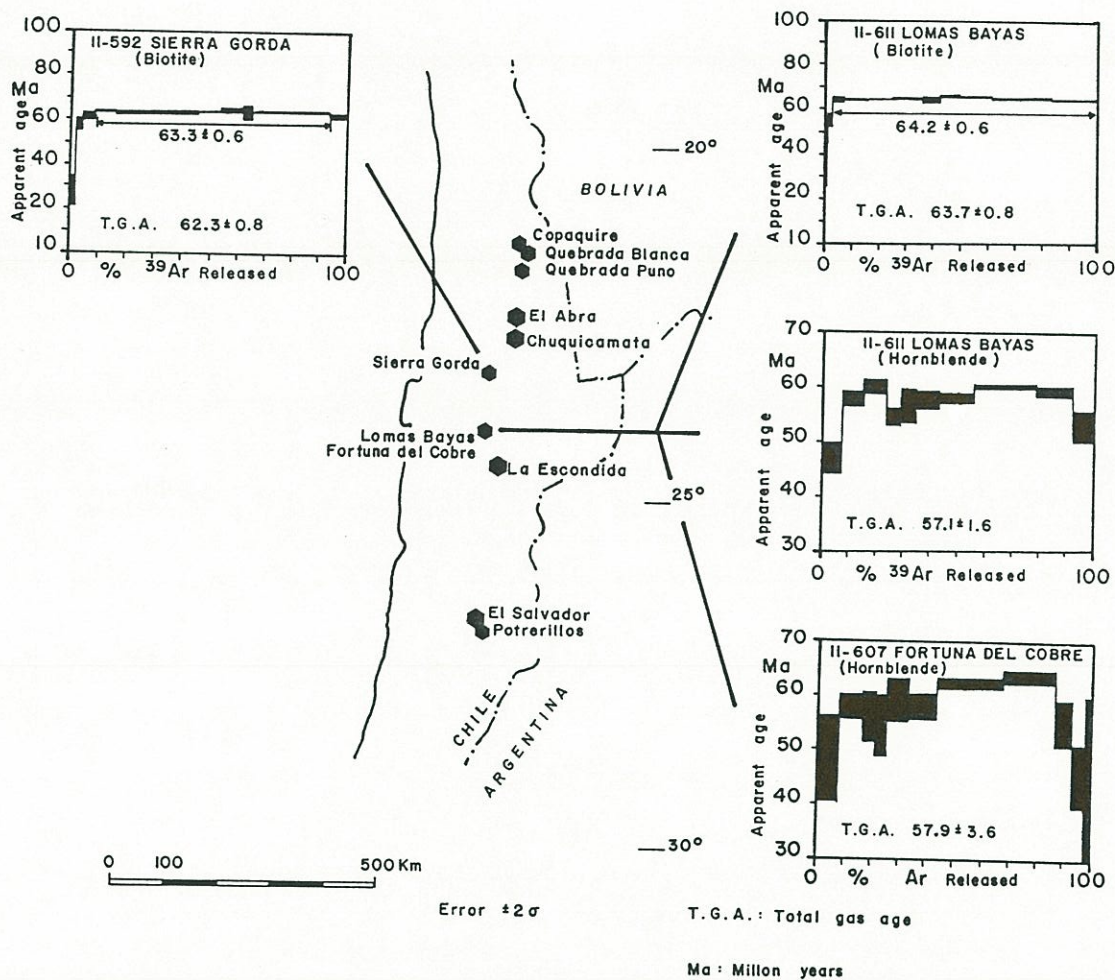 100
80
60
40
20
10
Ma
Apparent age
II-592 SIERRA GORDA
(Biotite)
63.3±0.6
T.G.A. 62.3±0.8
0
100
% 39Ar Released
100
80
60
40
20
10
Ma
Apparent age
II-611 LOMAS BAYAS
(Biotite)
64.2±0.6
T.G.A. 63.7±0.8
0
100
% 39Ar Released
20°
BOLIVIA
Copaquire
Quebrada Blanca
Quebrada Puno
El Abra
Chuquicamata
Sierra Gorda
Lomas Bayas
Fortuna del Cobre
La Escondida
25°
El Salvador
Potrerillos
CHILE
ARGENTINA
30°
70
60
50
40
30
Ma
Apparent age
II-611 LOMAS BAYAS
(Hornblende)
T.G.A. 57.1±1.6
0
100
% 39Ar Released
70
60
50
40
30
Ma
Apparent age
II-607 FORTUNA DEL COBRE
(Hornblende)
T.G.A. 57.9±3.6
0
100
% Ar Released
0 100 500 Km
Error ±2σ
T.G.A.: Total gas age
Ma: Millon years